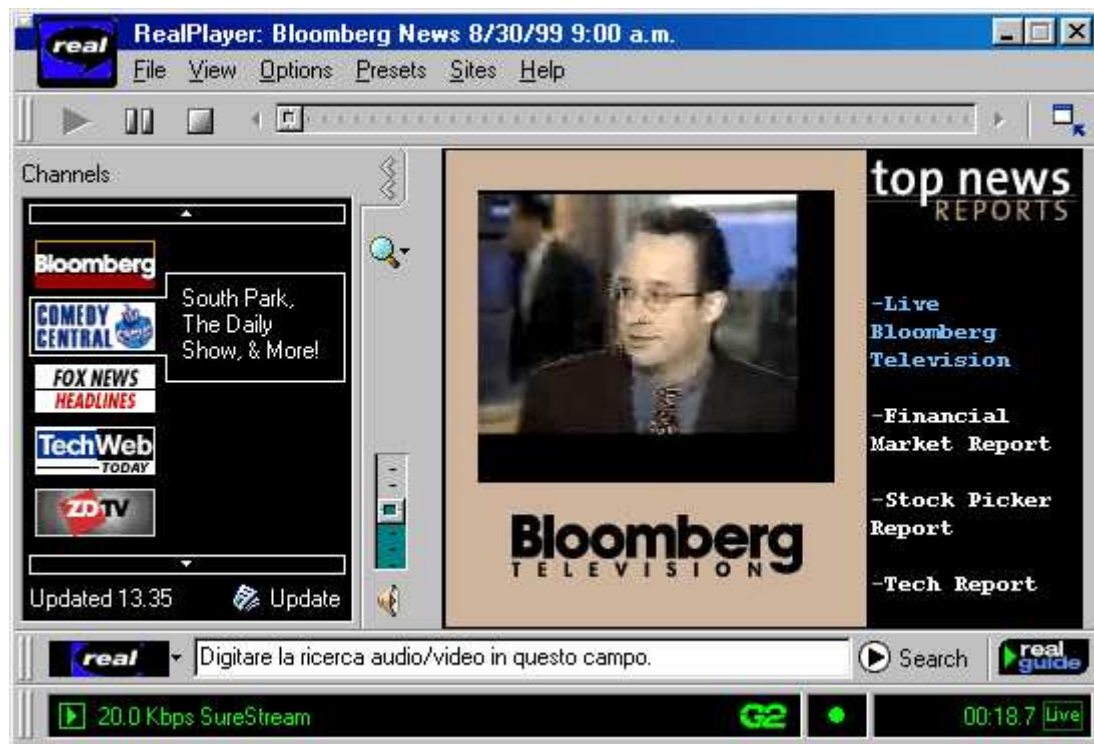 real
RealPlayer: Bloomberg News 8/30/99 9:00 a.m.
File View Options Presets Sites Help
Channels
Bloomberg
COMEDY
CENTRAL
South Park,
The Daily
Show, & More!
FOX NEWS
HEADLINES
TechWeb
TODAY
ZDTV
Updated 13.35 Update
Bloomberg
TELEVISION
top news
REPORTS
-Live
Bloomberg
Television
-Financial
Market Report
-Stock Picker
Report
-Tech Report
real Digitare la ricerca audio/video in questo campo. Search real
guide
20.0 Kbps SureStream G2 00:18.7 Live